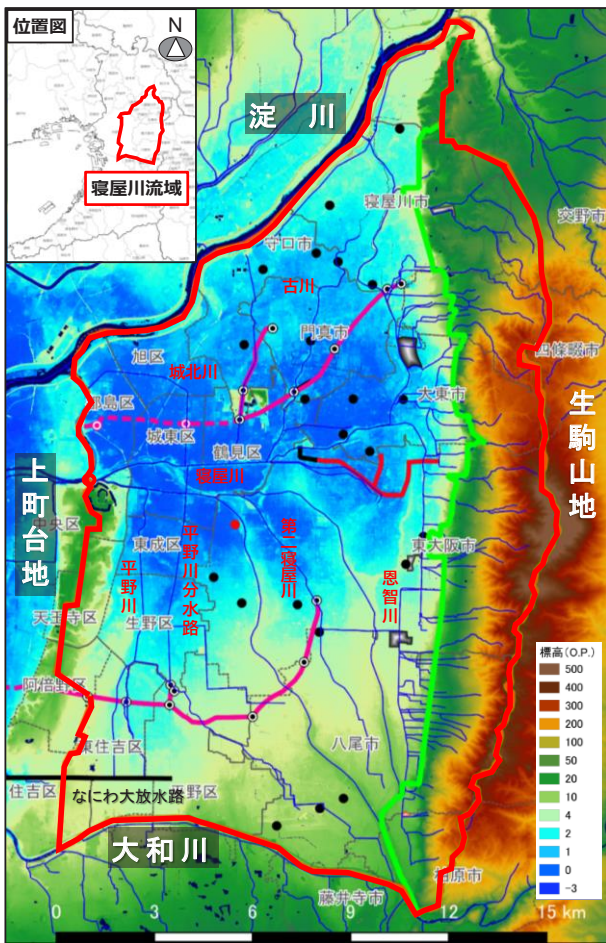 位置図
N
寝屋川流域
淀 川
寝屋川市
交野市
守口市
古川
門真市
旭区
四條畷市
城北川
大東市
都島区
城東区
鶴見区
寝屋川
生駒山地
上町台地
中央区
東成区
平野川分水路
第二寝屋川
東大阪市
平野川
恩智川
天王寺区
生野区
阿倍野区
東住吉区
八尾市
住吉区
なにわ大放水路
平野区
大和川
柏原市
藤井寺市
標高(O.P.)
500
400
300
200
100
50
20
10
4
2
1
0
-3
0 3 6 9 12 15 km